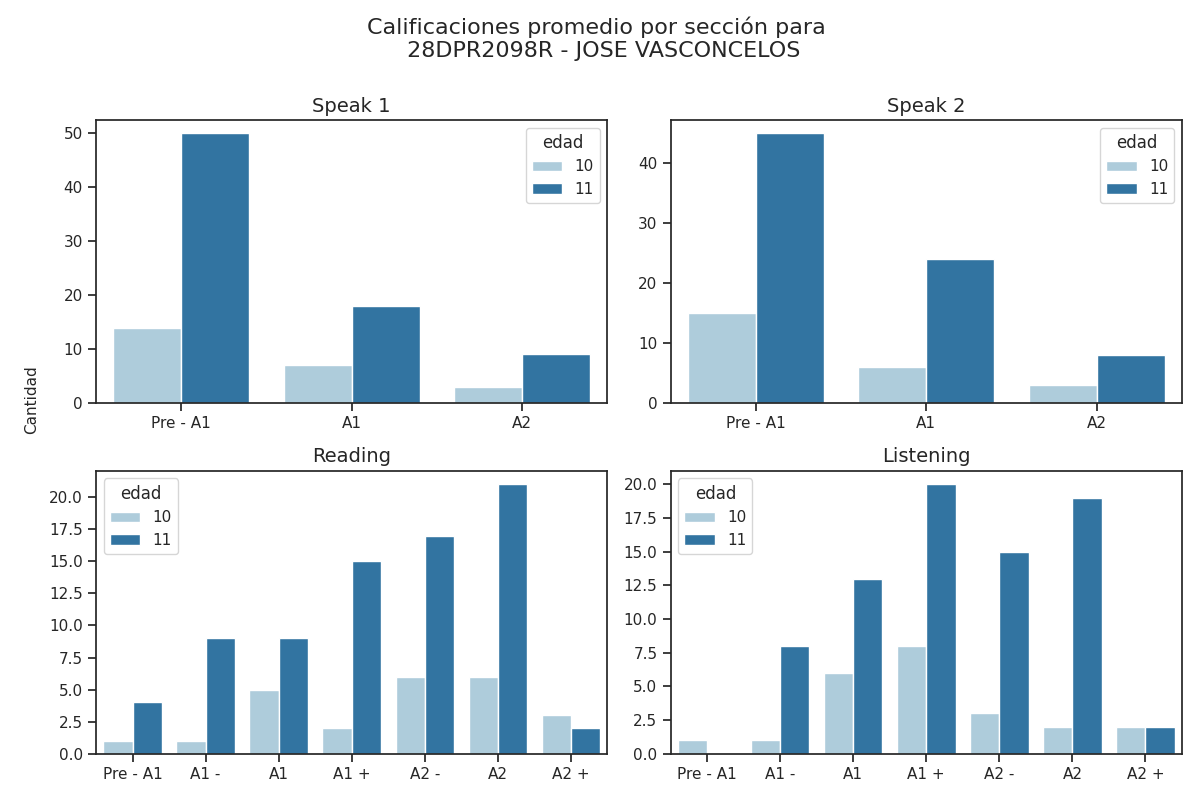 Calificaciones promedio por sección para
28DPR2098R - JOSE VASCONCELOS
Cantidad
Speak 1
50
40
30
20
10
0
edad
10
11
Pre - A1 A1 A2
Speak 2
40
30
20
10
0
edad
10
11
Pre - A1 A1 A2
Reading
20.0
17.5
15.0
12.5
10.0
7.5
5.0
2.5
0.0
edad
10
11
Pre - A1 A1 - A1 A1 + A2 - A2 A2 +
Listening
20.0
17.5
15.0
12.5
10.0
7.5
5.0
2.5
0.0
edad
10
11
Pre - A1 A1 - A1 A1 + A2 - A2 A2 +